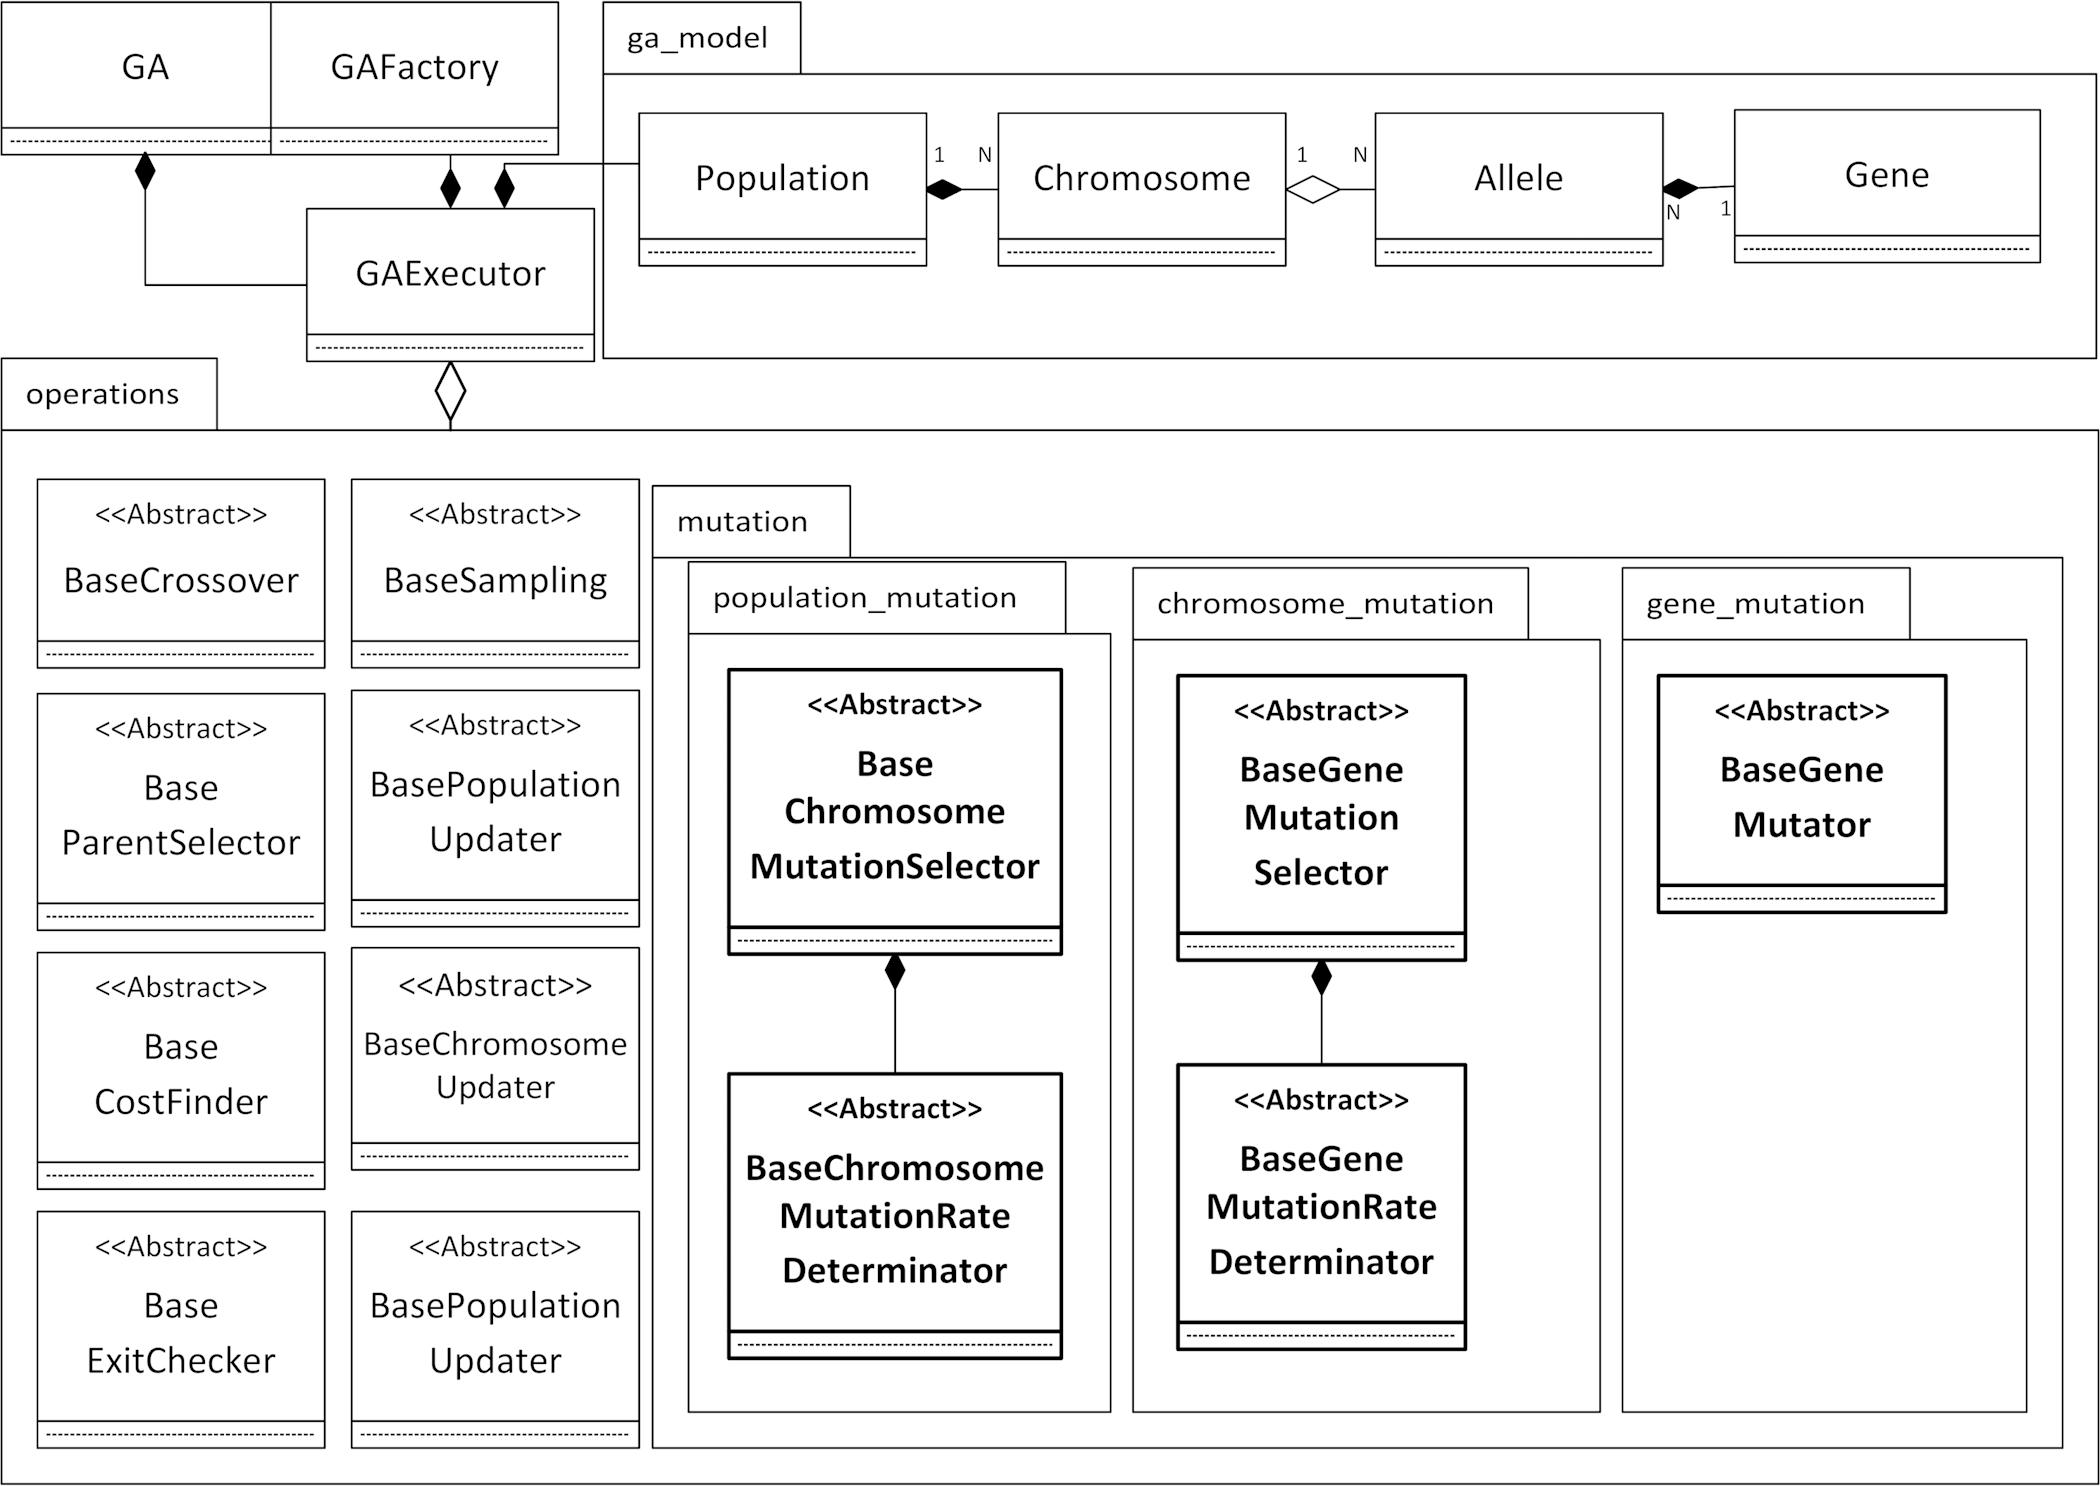 GA
GAFactory
GAExecutor
ga_model
Population
1
N
Chromosome
1
N
Allele
N
1
Gene
operations
<<Abstract>>
BaseCrossover
<<Abstract>>
BaseSampling
<<Abstract>>
Base
ParentSelector
<<Abstract>>
BasePopulation
Updater
<<Abstract>>
Base
CostFinder
<<Abstract>>
BaseChromosome
Updater
<<Abstract>>
Base
ExitChecker
<<Abstract>>
BasePopulation
Updater
mutation
population_mutation
<<Abstract>>
Base
Chromosome
MutationSelector
<<Abstract>>
BaseChromosome
MutationRate
Determinator
chromosome_mutation
<<Abstract>>
BaseGene
Mutation
Selector
<<Abstract>>
BaseGene
MutationRate
Determinator
gene_mutation
<<Abstract>>
BaseGene
Mutator